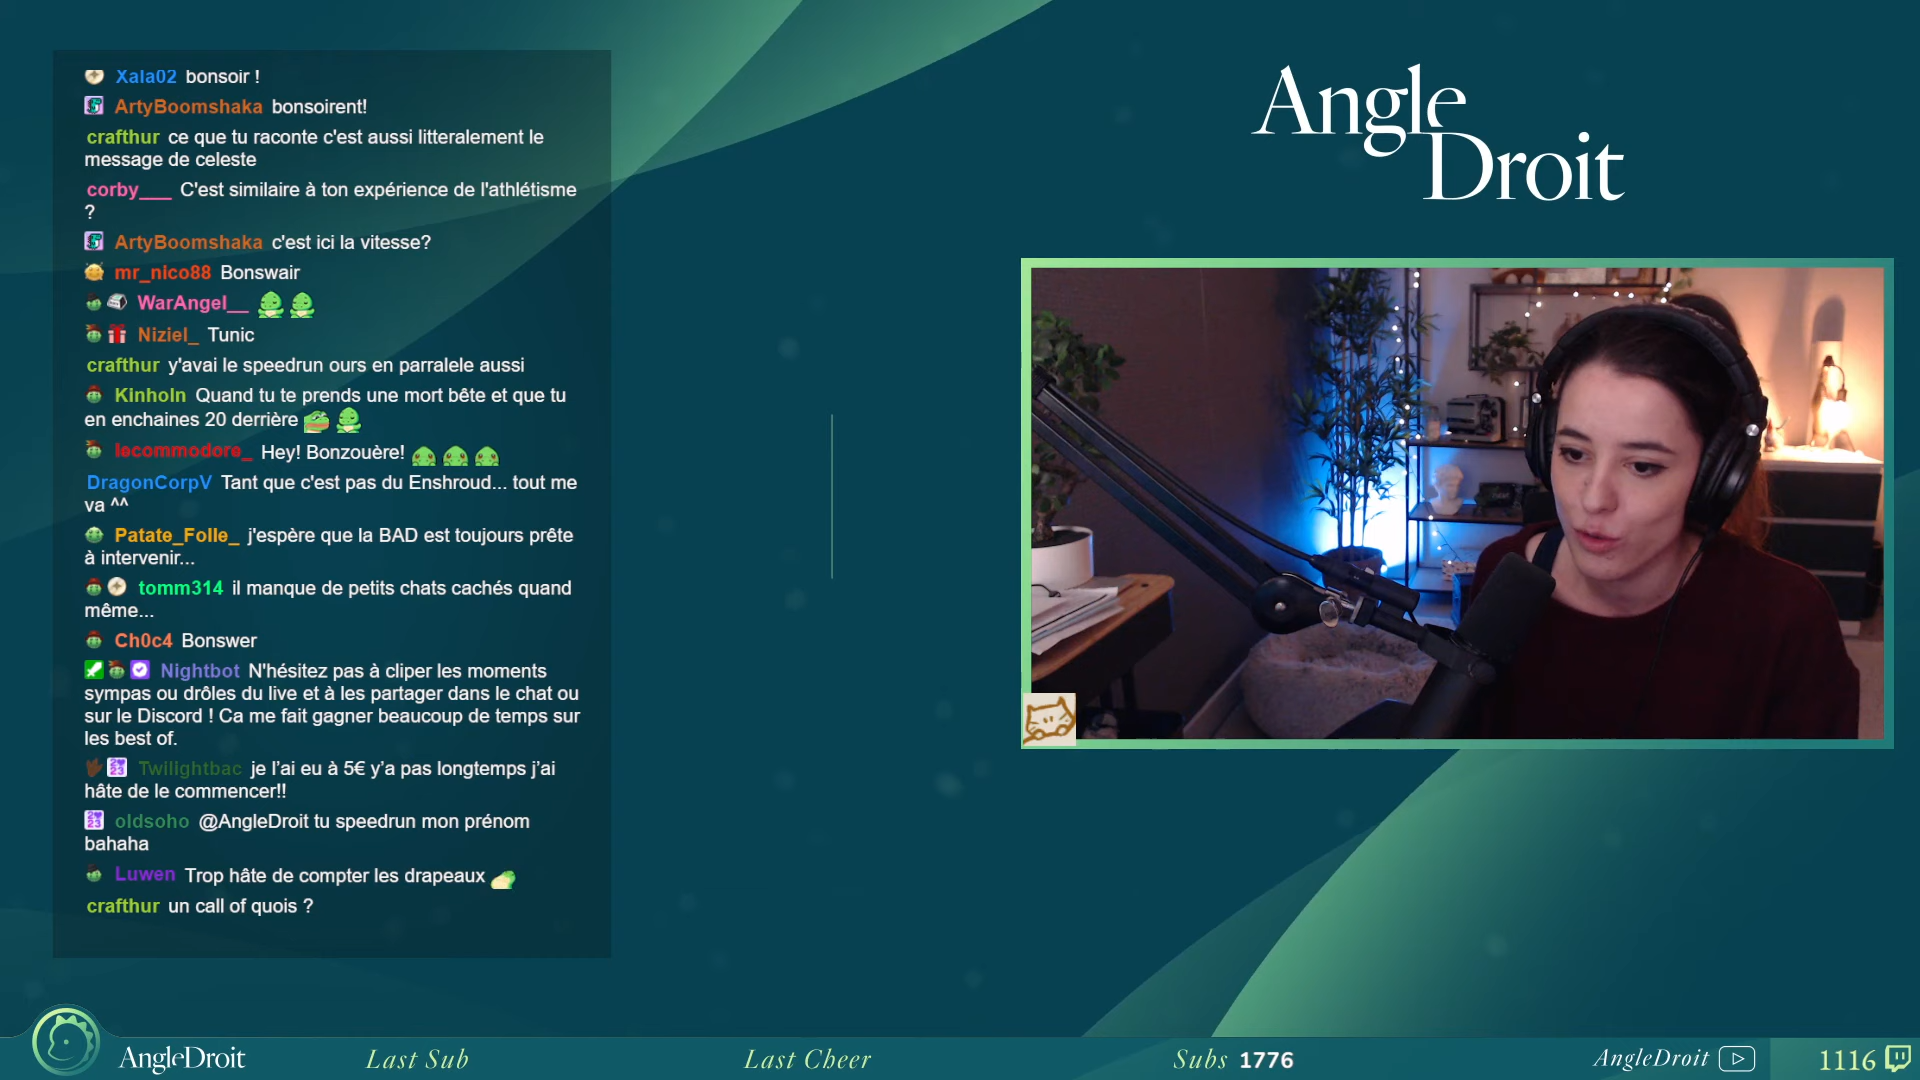 Xala02 bonsoir !
ArtyBoomshaka bonsoirent!
crafthur ce que tu raconte c'est aussi litteralement le
message de celeste
corby___ C'est similaire à ton expérience de l'athlétisme
?
ArtyBoomshaka c'est ici la vitesse?
mr_nico88 Bonswair
WarAngel__
Niziel_ Tunic
crafthur y'avai le speedrun ours en parralele aussi
Kinholn Quand tu te prends une mort bête et que tu
en enchaines 20 derrière
lecommodore_ Hey! Bonzouère!
DragonCorpV Tant que c'est pas du Enshroud... tout me
va ^^
Patate_Folle_ j'espère que la BAD est toujours prête
à intervenir...
tomm314 il manque de petits chats cachés quand
même...
Ch0c4 Bonswer
Nightbot N'hésitez pas à cliper les moments
sympas ou drôles du live et à les partager dans le chat ou
sur le Discord ! Ca me fait gagner beaucoup de temps sur
les best of.
Twilightbac je l’ai eu à 5€ y’a pas longtemps j’ai
hâte de le commencer!!
oldsoho @AngleDroit tu speedrun mon prénom
bahaha
Luwen Trop hâte de compter les drapeaux
crafthur un call of quois ?
Angle
Droit
AngleDroit
Last Sub
Last Cheer
Subs 1776
AngleDroit
1116